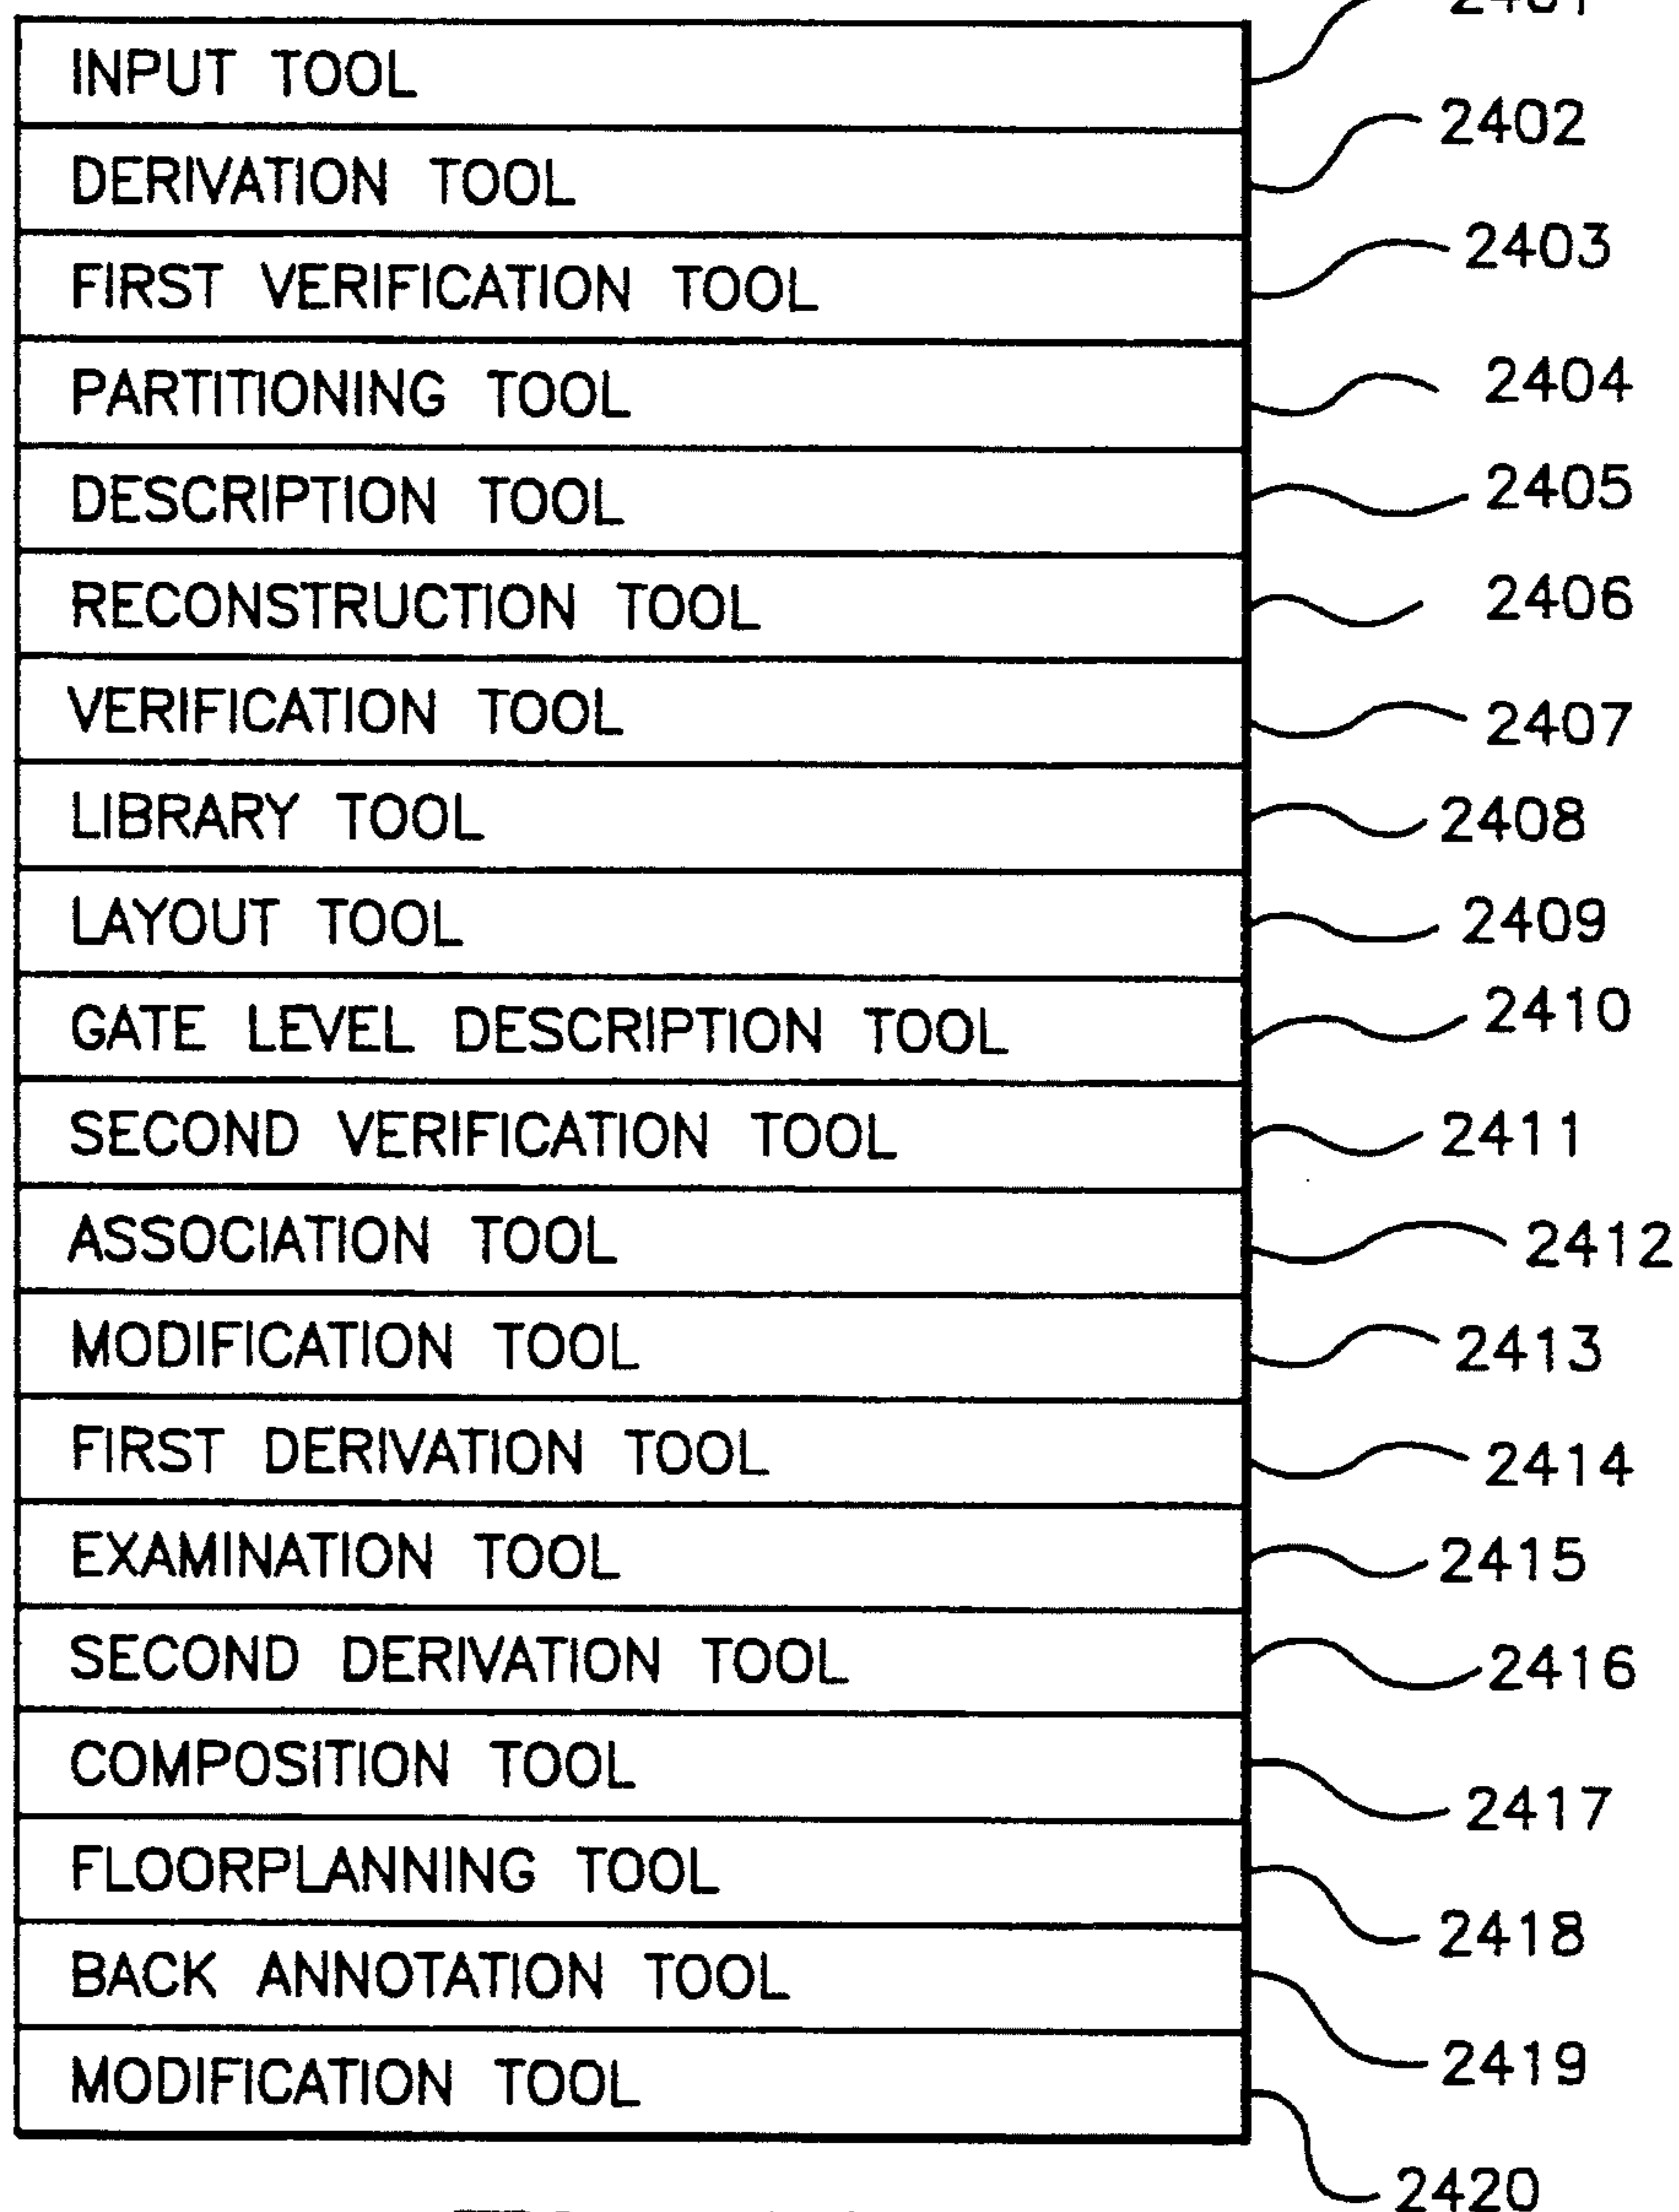 INPUT TOOL 2401
DERIVATION TOOL 2402
FIRST VERIFICATION TOOL 2403
PARTITIONING TOOL 2404
DESCRIPTION TOOL 2405
RECONSTRUCTION TOOL 2406
VERIFICATION TOOL 2407
LIBRARY TOOL 2408
LAYOUT TOOL 2409
GATE LEVEL DESCRIPTION TOOL 2410
SECOND VERIFICATION TOOL 2411
ASSOCIATION TOOL 2412
MODIFICATION TOOL 2413
FIRST DERIVATION TOOL 2414
EXAMINATION TOOL 2415
SECOND DERIVATION TOOL 2416
COMPOSITION TOOL 2417
FLOORPLANNING TOOL 2418
BACK ANNOTATION TOOL 2419
MODIFICATION TOOL 2420